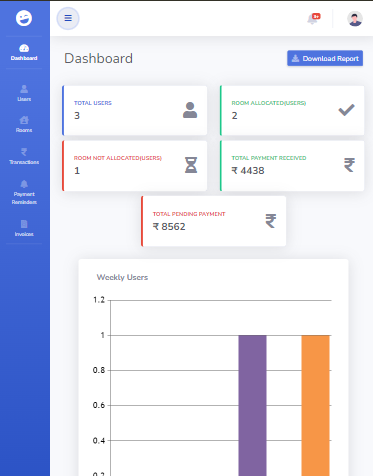 9+
Dashboard
Dashboard
Download Report
Users
Rooms
Transactions
Payment
Reminders
Invoices
TOTAL USERS
3
ROOM ALLOCATED(USERS)
2
ROOM NOT ALLOCATED(USERS)
1
TOTAL PAYMENT RECEIVED
₹ 4438
TOTAL PENDING PAYMENT
₹ 8562
Weekly Users
1.2
1
0.8
0.6
0.4
0.2